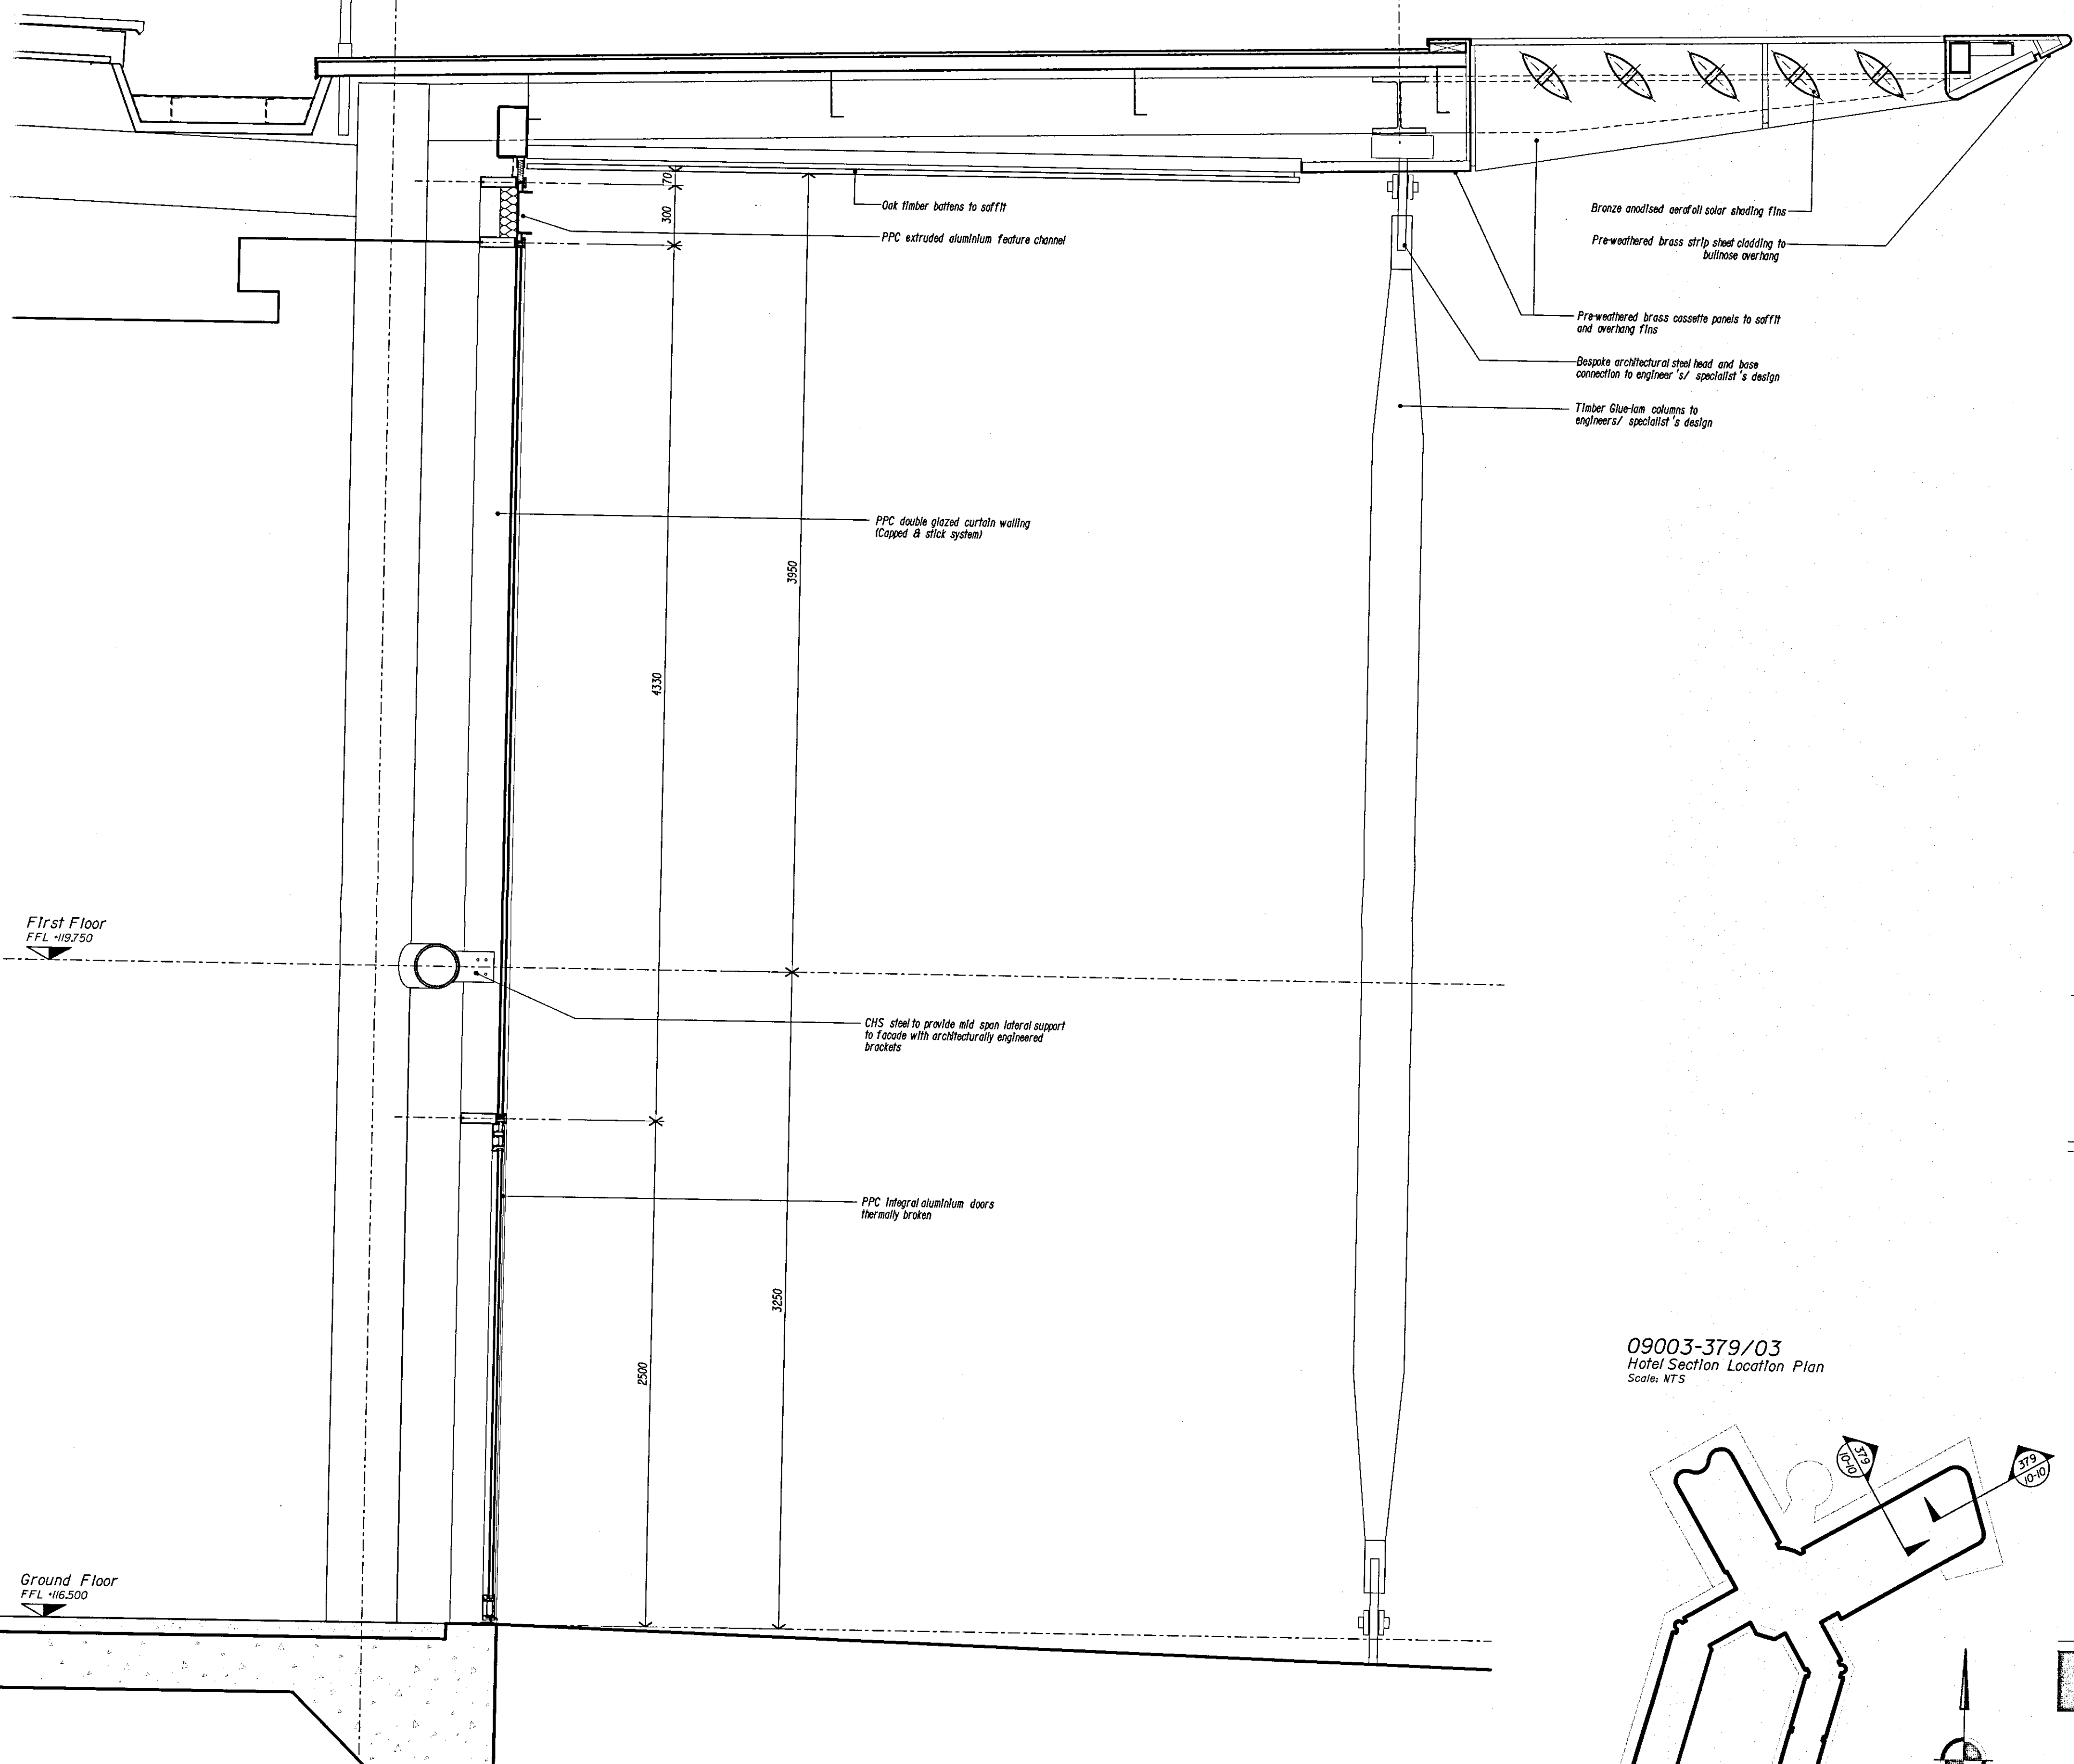 70
300
Oak timber battens to soffit
PPC extruded aluminium feature channel
Bronze anodised aerofoil solar shading fins
Pre-weathered brass strip sheet cladding to
bullnose overhang
Pre-weathered brass cassette panels to soffit
and overhang fins
Bespoke architectural steel head and base
connection to engineer's/ specialist's design
Timber Glue-lam columns to
engineers/ specialist's design
PPC double glazed curtain walling
(Capped & stick system)
3950
4330
First Floor
FFL +119.750
CHS steel to provide mid span lateral support
to facade with architecturally engineered
brackets
PPC integral aluminium doors
thermally broken
3250
2500
09003-379/03
Hotel Section Location Plan
Scale: NTS
379
10-10
379
10-10
Ground Floor
FFL +116.500